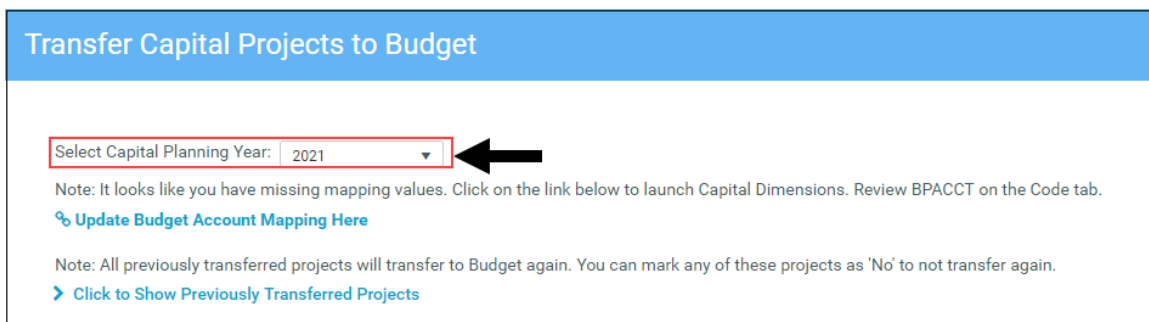 Transfer Capital Projects to Budget
Select Capital Planning Year: 2021
Note: It looks like you have missing mapping values. Click on the link below to launch Capital Dimensions. Review BPACCT on the Code tab.
Update Budget Account Mapping Here
Note: All previously transferred projects will transfer to Budget again. You can mark any of these projects as 'No' to not transfer again.
Click to Show Previously Transferred Projects